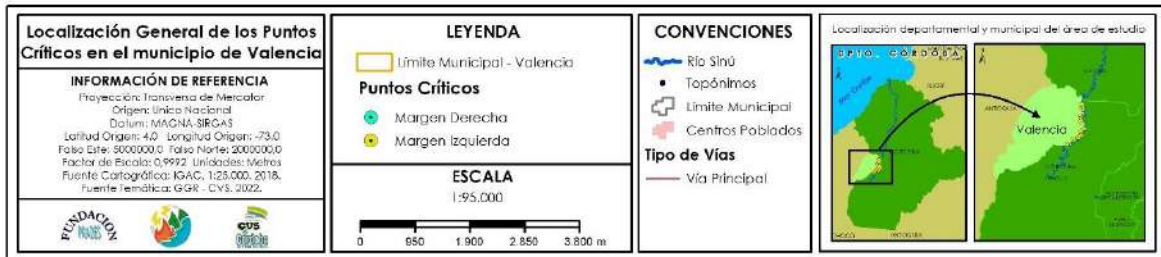 Localización General de los Puntos
Críticos en el municipio de Valencia
INFORMACIÓN DE REFERENCIA
Proyección: Transversa de Mercator
Origen: Unico Nacional
Datum: MAGNA-SIRGAS
Latitud Origen: 4,0 Longitud Origen: -73,0
Falso Este: 5000000,0 Falso Norte: 2000000,0
Factor de Escala: 0,9992 Unidades: Metros
Fuente Cartográfica: IGAC, 1:25.000. 2018.
Fuente Temática: GGR - CVS. 2022.
FUNDACION
CVS
LEYENDA
Límite Municipal - Valencia
Puntos Críticos
Margen Derecha
Margen Izquierda
ESCALA
1:95.000
0 950 1.900 2.850 3.800 m
CONVENCIONES
Río Sinú
Topónimos
Límite Municipal
Centros Poblados
Tipo de Vías
Vía Principal
Localización departamental y municipal del área de estudio
DPTO. CÓRDOBA
Mar Caribe
SUCRE
ANTIOQUIA
Valencia